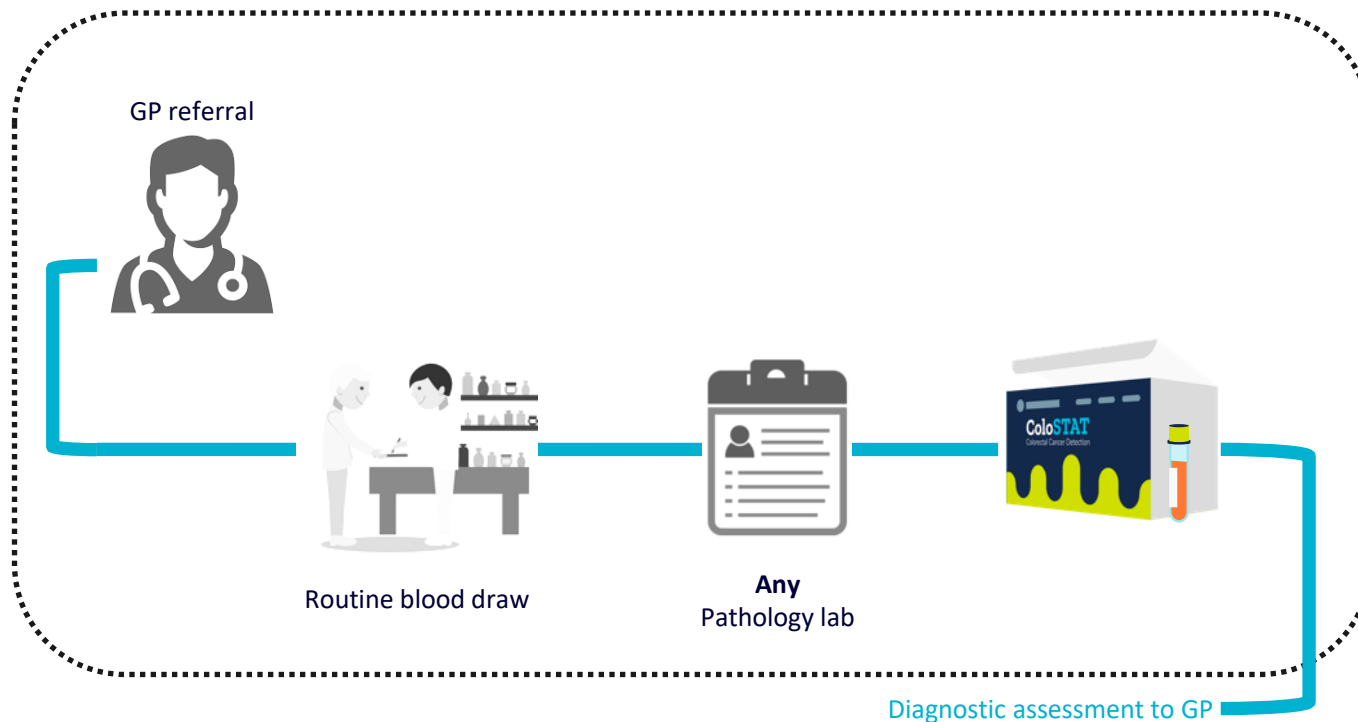 GP referral
ColoSTAT
Colorectal Cancer Detection
Routine blood draw
Any
Pathology lab
Diagnostic assessment to GP